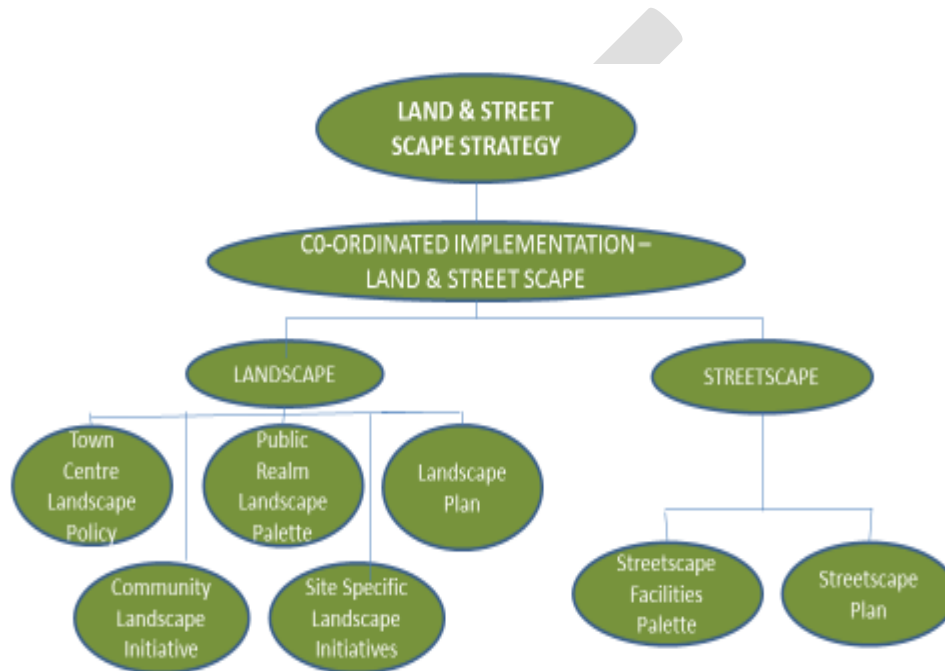 LAND & STREET
SCAPE STRATEGY
C0-ORDINATED IMPLEMENTATION –
LAND & STREET SCAPE
LANDSCAPE
STREETSCAPE
Town
Centre
Landscape
Policy
Public
Realm
Landscape
Palette
Landscape
Plan
Community
Landscape
Initiative
Site Specific
Landscape
Initiatives
Streetscape
Facilities
Palette
Streetscape
Plan